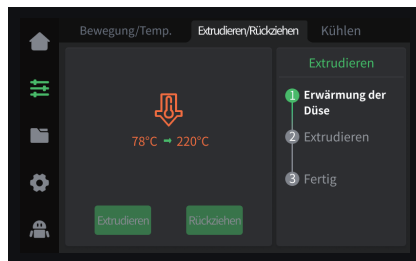 Bewegung/Temp.
Extrudieren/Rückziehen
Kühlen
78°C → 220°C
Extrudieren
Rückziehen
Extrudieren
1 Erwärmung der
Düse
2 Extrudieren
3 Fertig